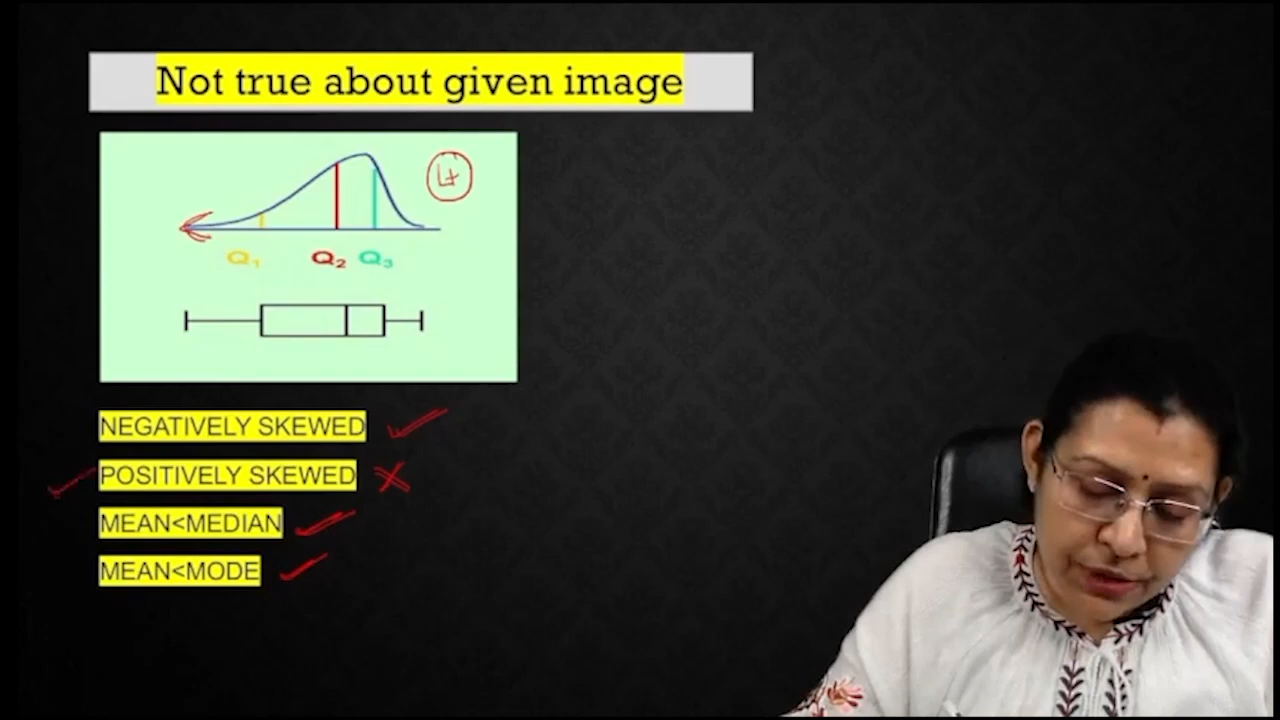 Not true about given image
Q₁ Q₂ Q₃
NEGATIVELY SKEWED
POSITIVELY SKEWED
MEAN<MEDIAN
MEAN<MODE